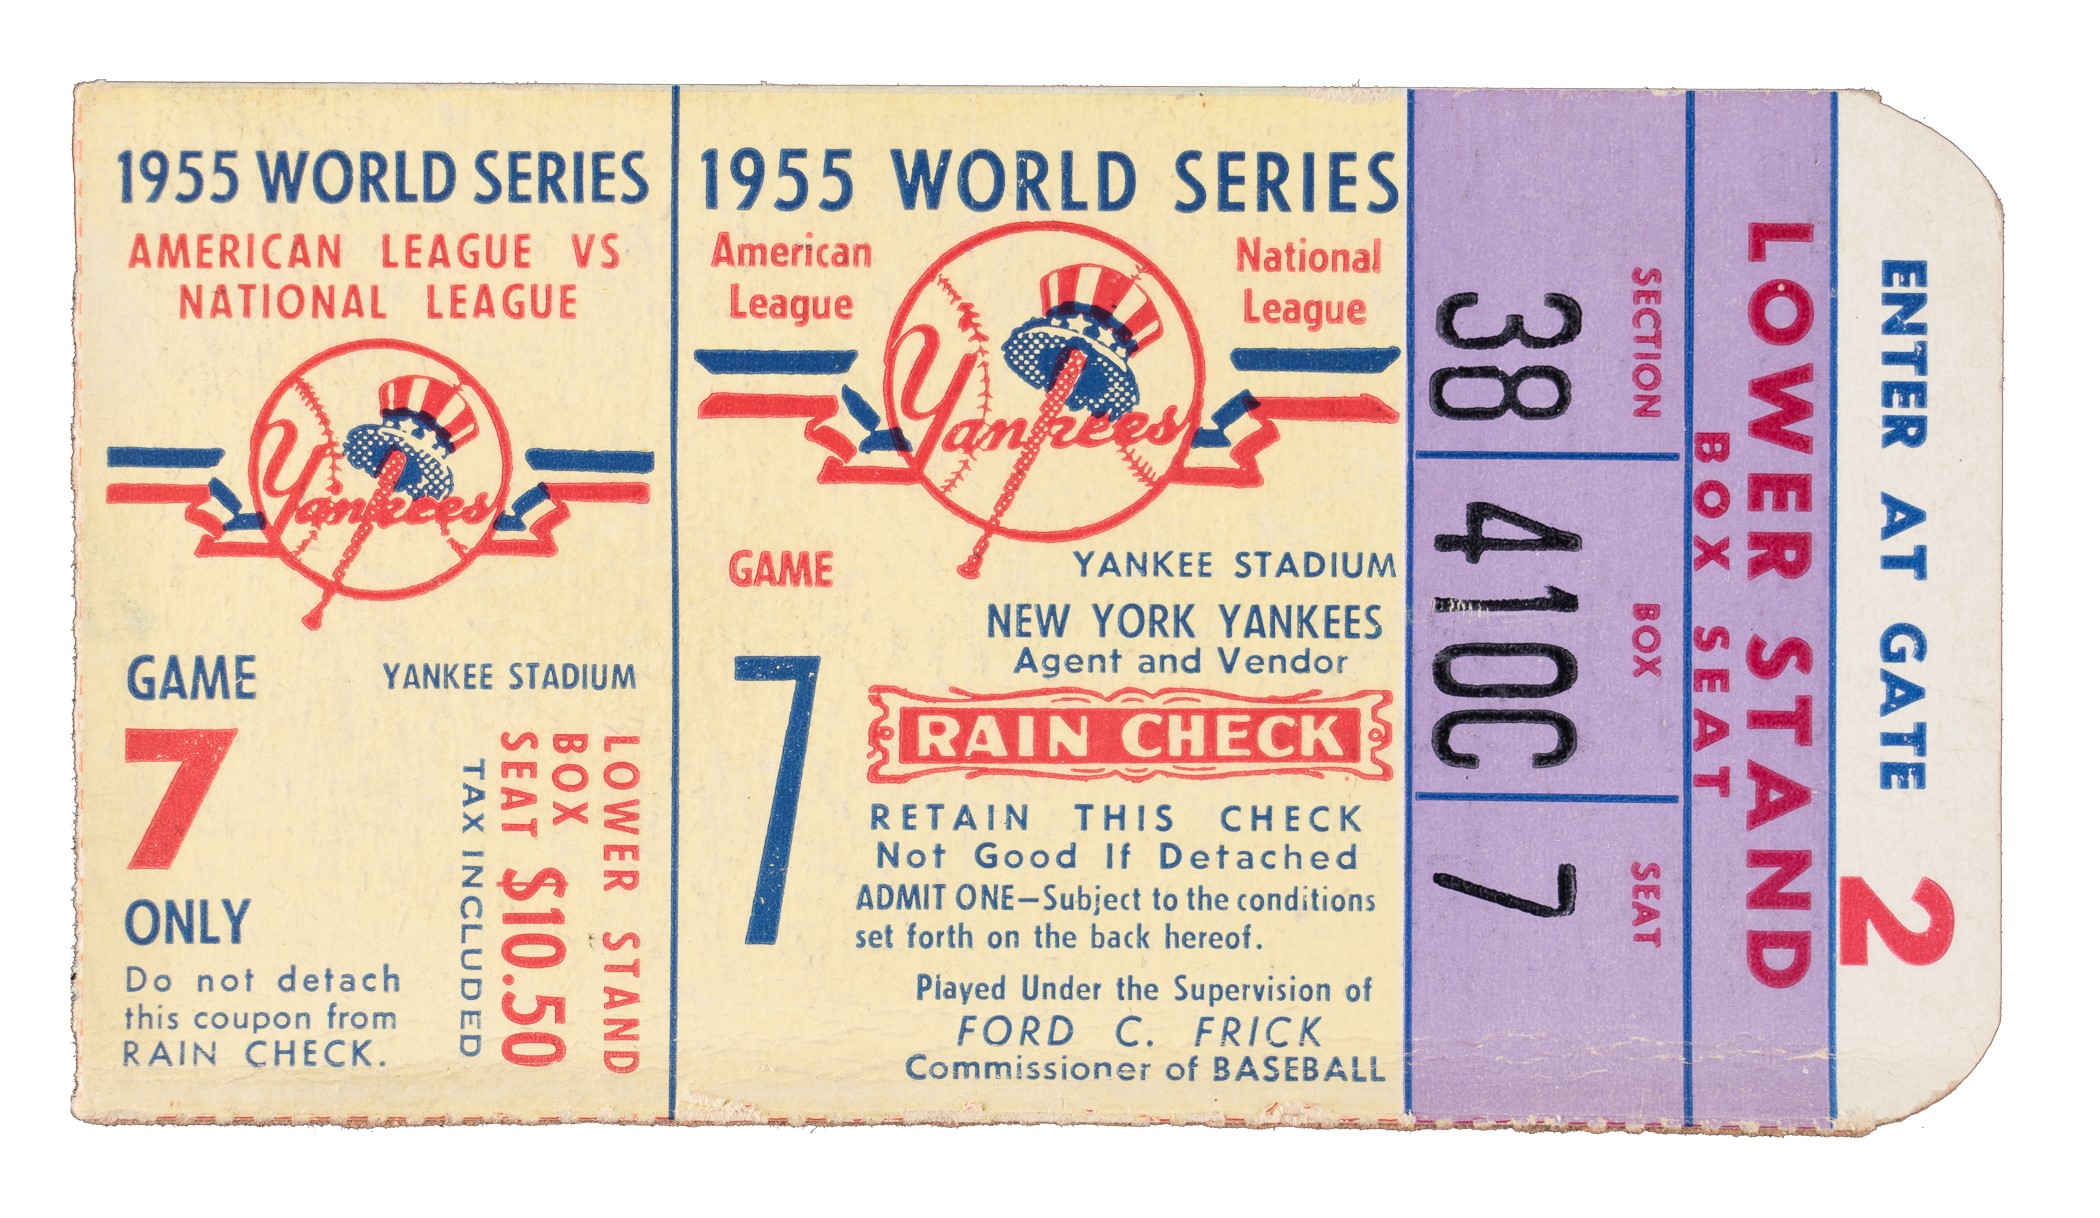 1955 WORLD SERIES
AMERICAN LEAGUE VS
NATIONAL LEAGUE
Yankees
GAME
7
ONLY
YANKEE STADIUM
Do not detach
this coupon from
RAIN CHECK.
LOWER STAND
BOX
SEAT $10.50
TAX INCLUDED
1955 WORLD SERIES
American
League
National
League
Yankees
GAME
7
YANKEE STADIUM
NEW YORK YANKEES
Agent and Vendor
RAIN CHECK
RETAIN THIS CHECK
Not Good If Detached
ADMIT ONE—Subject to the conditions
set forth on the back hereof.
Played Under the Supervision of
FORD C. FRICK
Commissioner of BASEBALL
SECTION
38
BOX
410C
SEAT
7
LOWER STAND
BOX SEAT
ENTER AT GATE 2